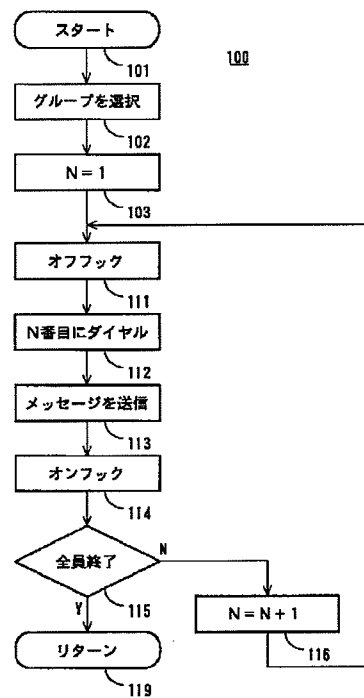 スタート
101
100
グループを選択
102
N=1
103
オフフック
111
N番目にダイヤル
112
メッセージを送信
113
オンフック
114
全員終了
N
Y
115
N=N+1
116
リターン
119